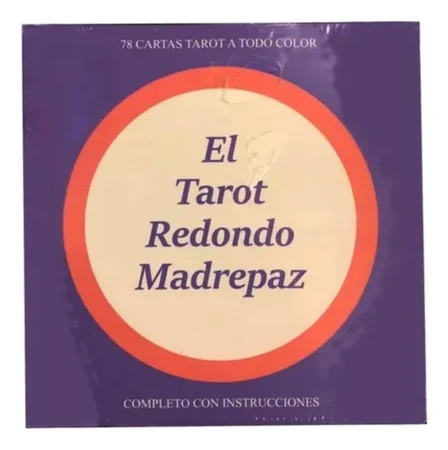 78 CARTAS TAROT A TODO COLOR
El
Tarot
Redondo
Madrepaz
COMPLETO CON INSTRUCCIONES